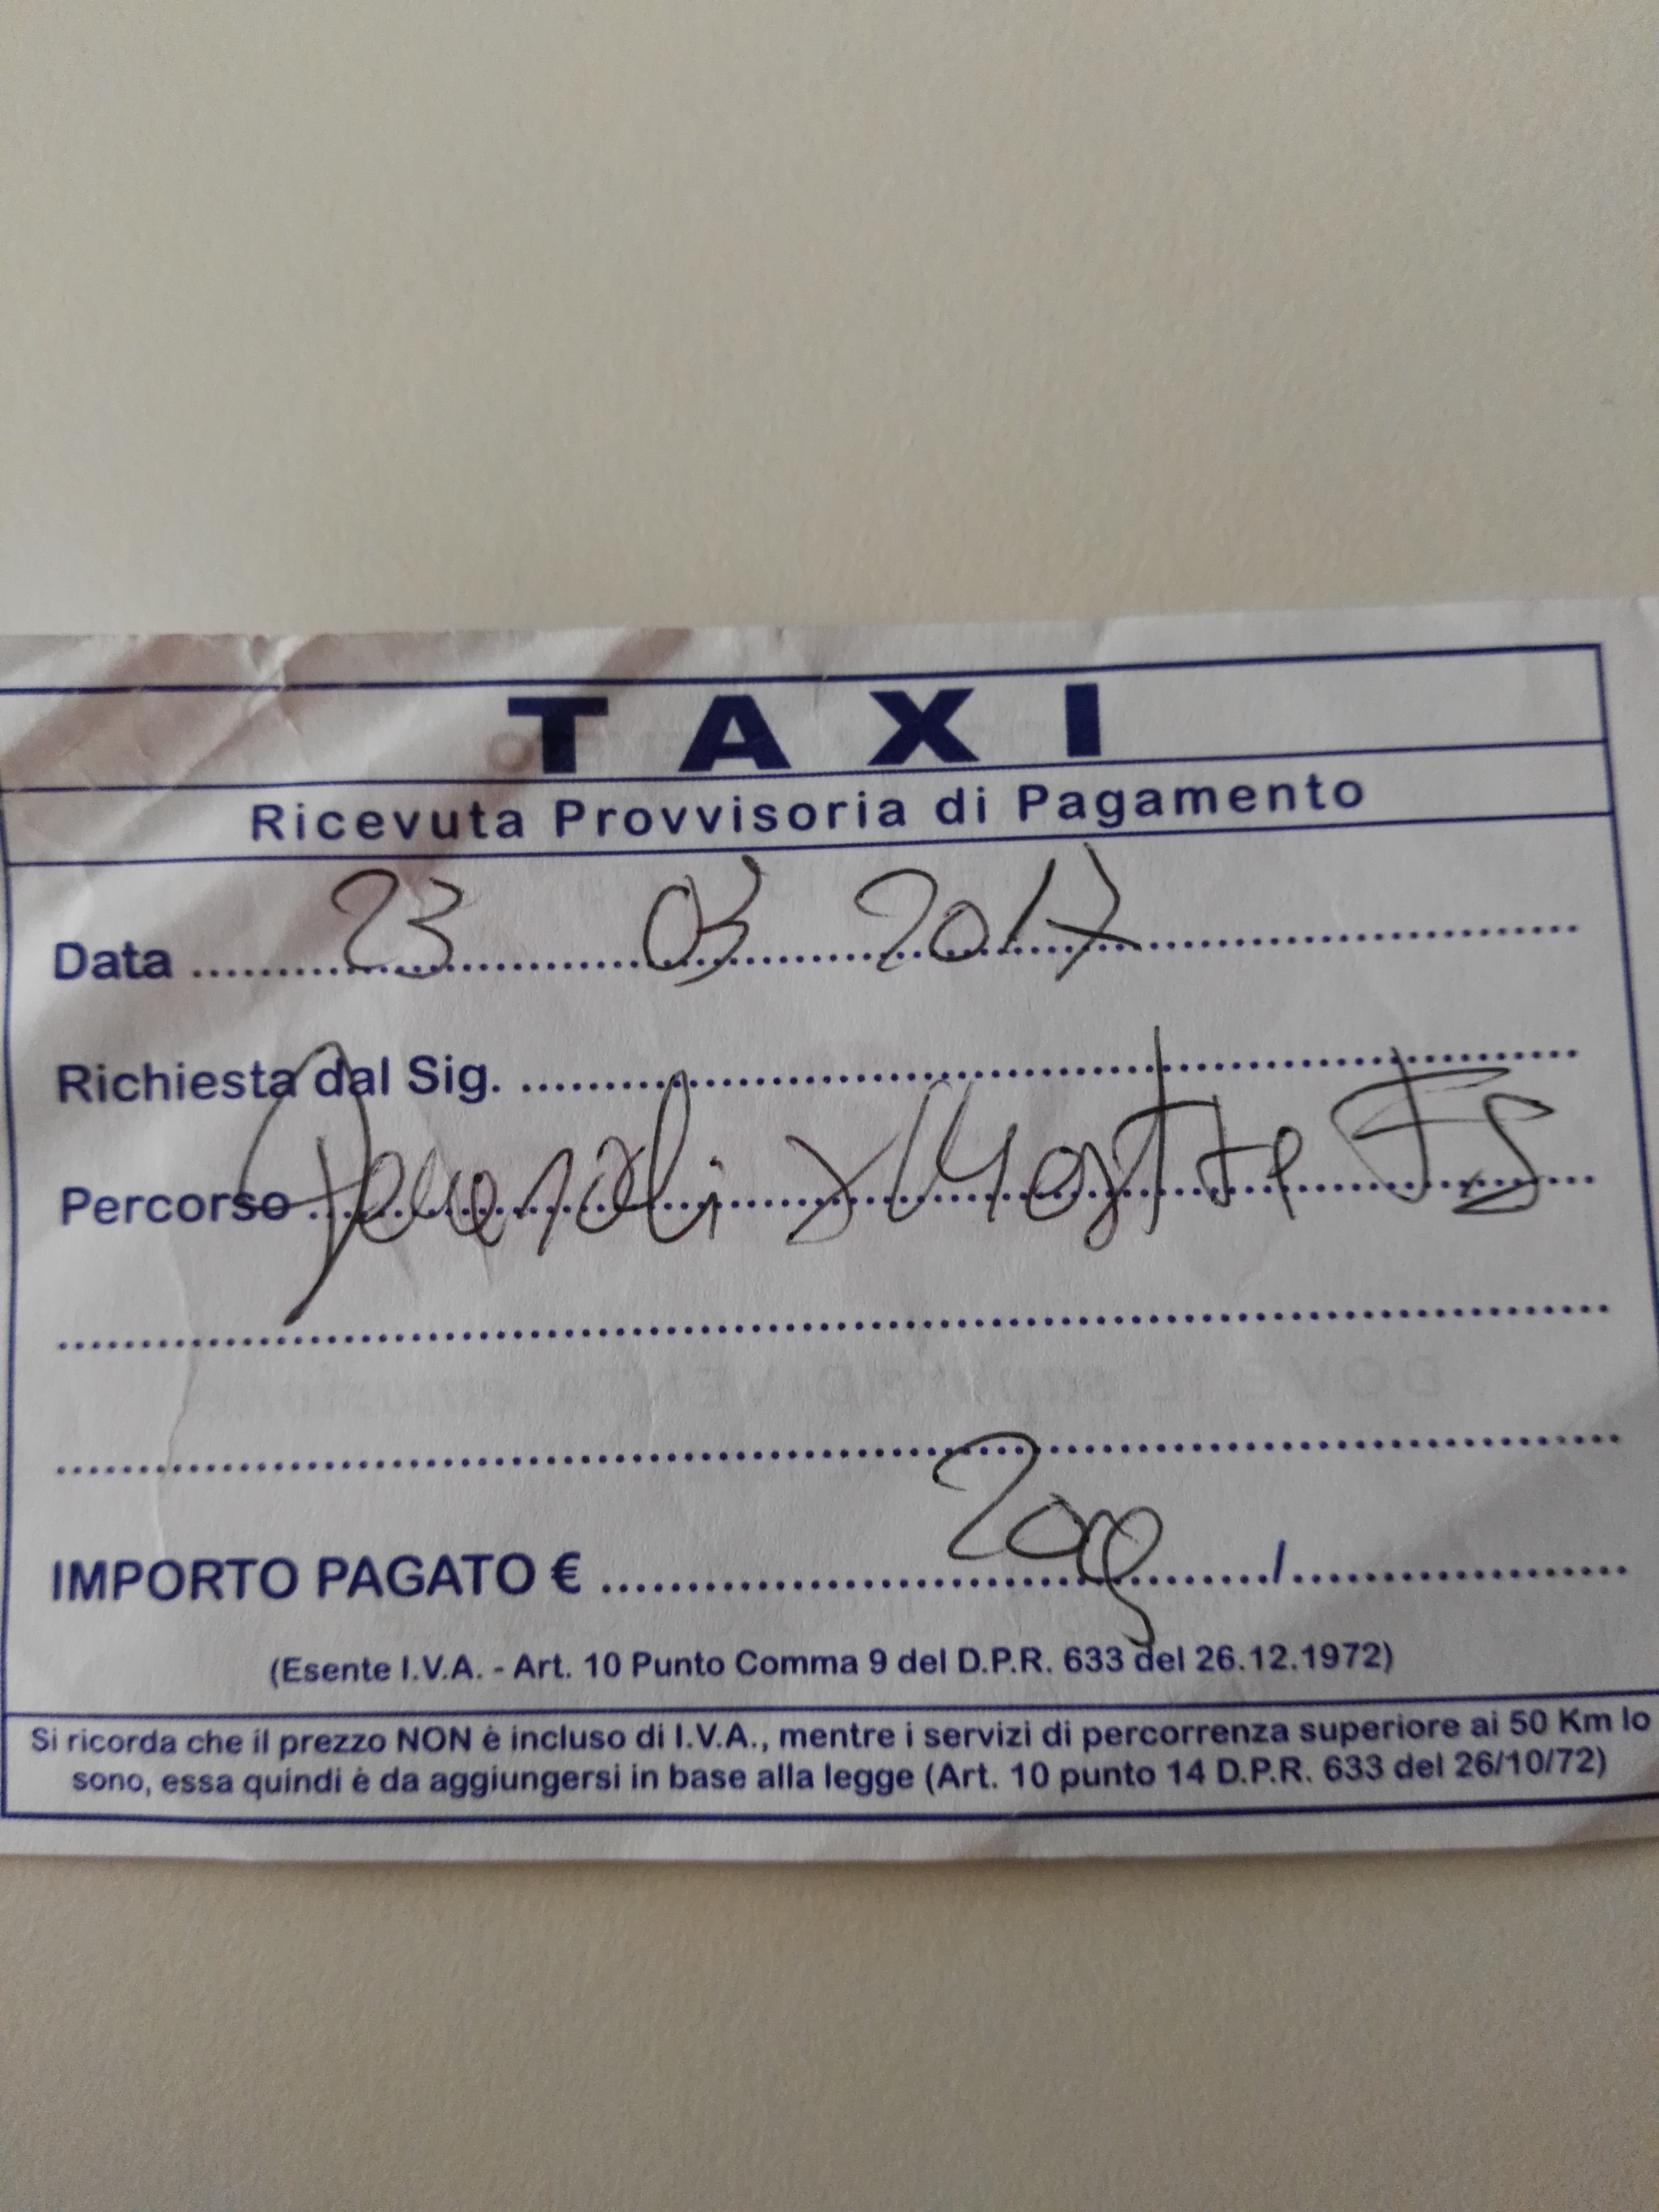 TAXI
Ricevuta Provvisoria di Pagamento
Data ........ 23 03 2017 ........
Richiesta dal Sig. ........
Percorso ........ Generali x Mestre FS ........
IMPORTO PAGATO € ........ / ........
(Esente I.V.A. - Art. 10 Punto Comma 9 del D.P.R. 633 del 26.12.1972)
Si ricorda che il prezzo NON è incluso di I.V.A., mentre i servizi di percorrenza superiore ai 50 Km lo
sono, essa quindi è da aggiungersi in base alla legge (Art. 10 punto 14 D.P.R. 633 del 26/10/72)